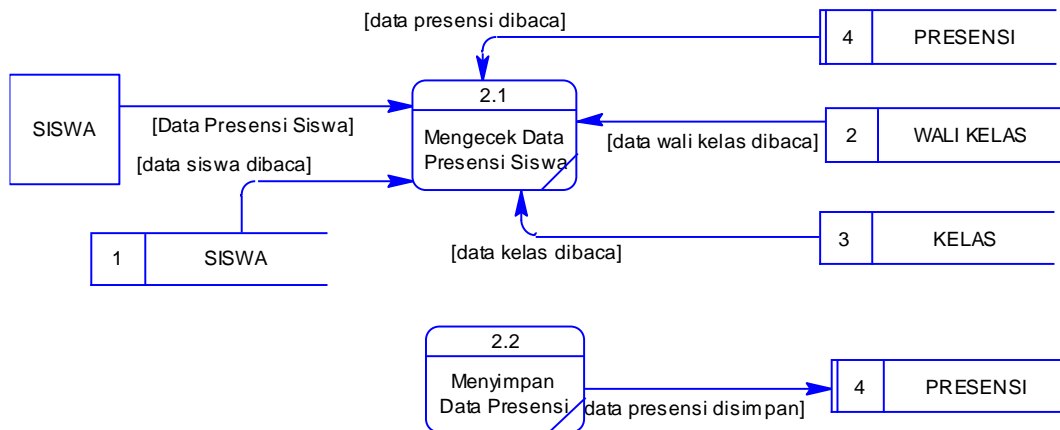 [data presensi dibaca]
4 PRESENSI
2.1
SISWA
[Data Presensi Siswa]
Mengecek Data
Presensi Siswa
[data wali kelas dibaca]
2 WALI KELAS
[data siswa dibaca]
1 SISWA
[data kelas dibaca]
3 KELAS
2.2
Menyimpan
Data Presensi
data presensi disimpan]
4 PRESENSI